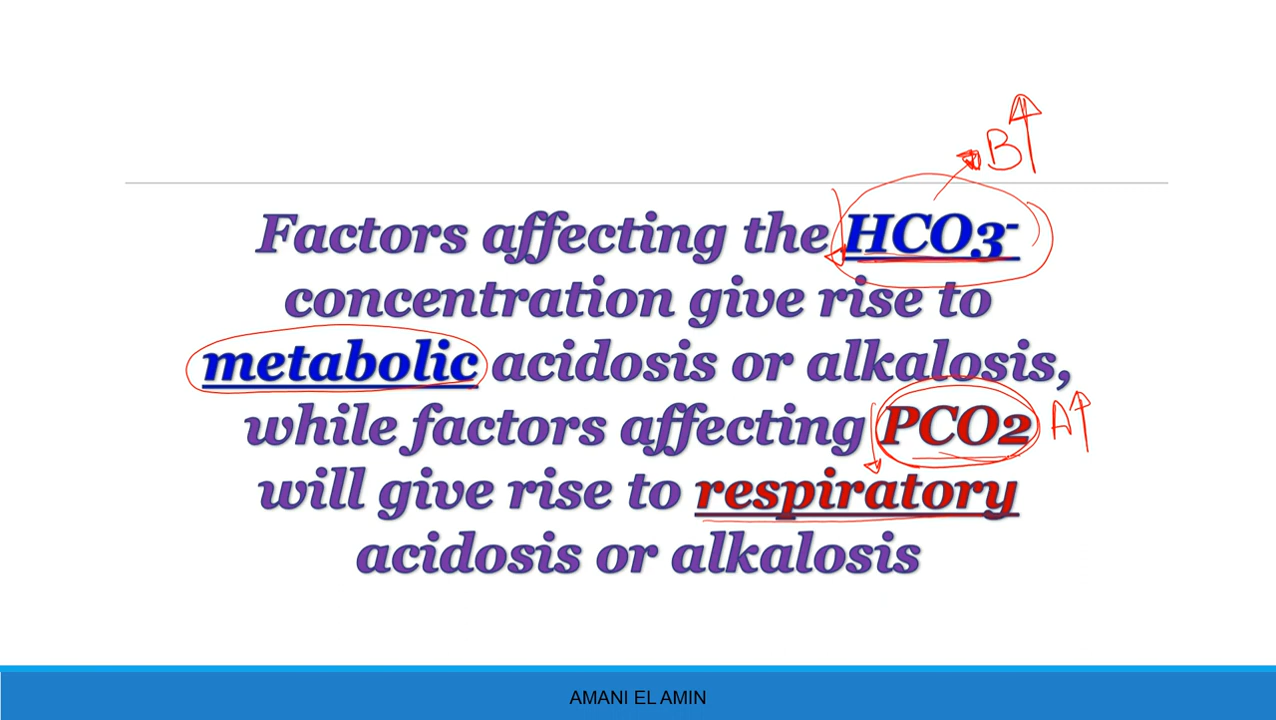 B↑
Factors affecting the HCO3-
concentration give rise to
metabolic acidosis or alkalosis,
while factors affecting PCO2 A↑
will give rise to respiratory
acidosis or alkalosis
AMANI EL AMIN